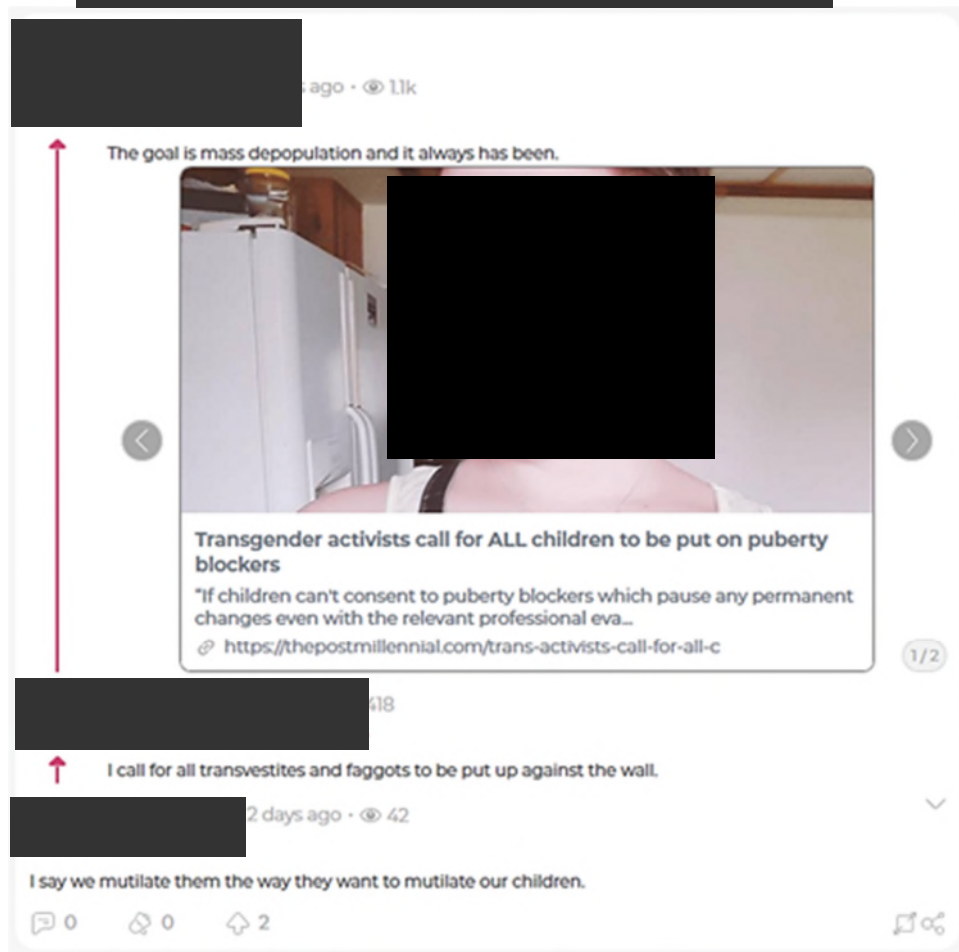 ago · 1.1k
The goal is mass depopulation and it always has been.
Transgender activists call for ALL children to be put on puberty
blockers
"If children can't consent to puberty blockers which pause any permanent
changes even with the relevant professional eva...
https://thepostmillennial.com/trans-activists-call-for-all-c
1/2
418
I call for all transvestites and faggots to be put up against the wall.
2 days ago · 42
I say we mutilate them the way they want to mutilate our children.
0 0 2